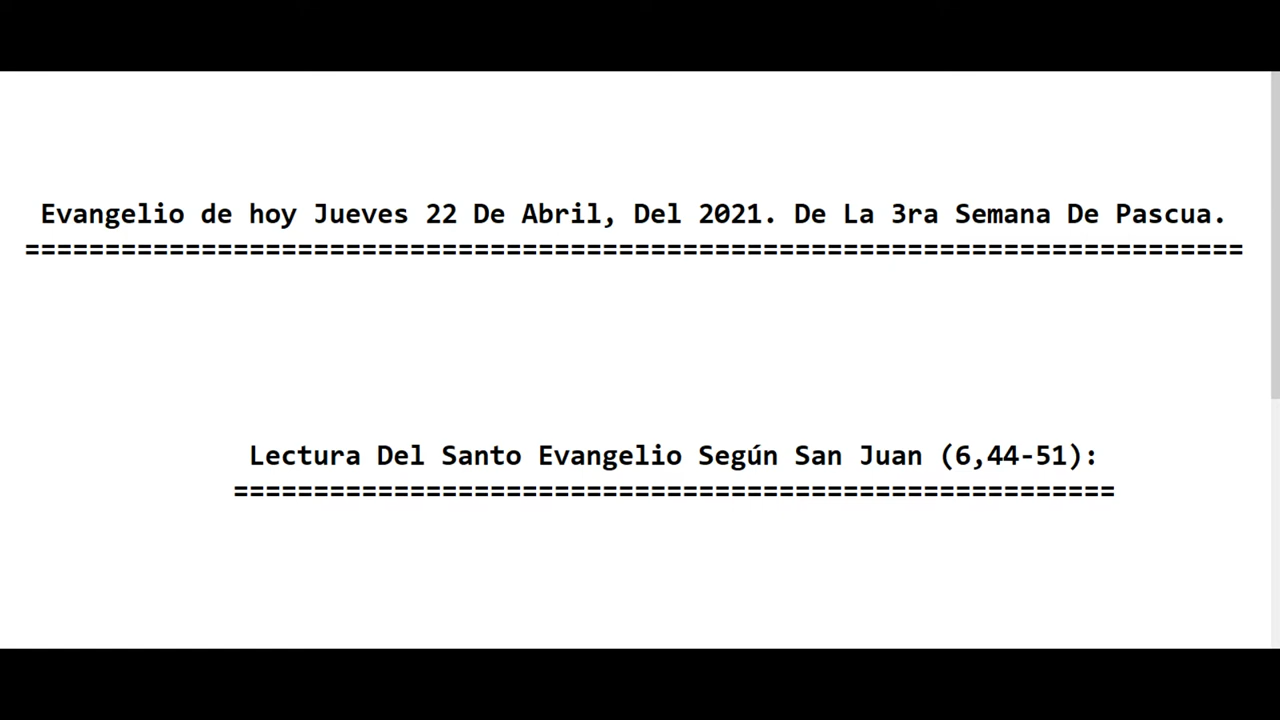 Evangelio de hoy Jueves 22 De Abril, Del 2021. De La 3ra Semana De Pascua.
============================================================================
Lectura Del Santo Evangelio Según San Juan (6,44-51):
=======================================================